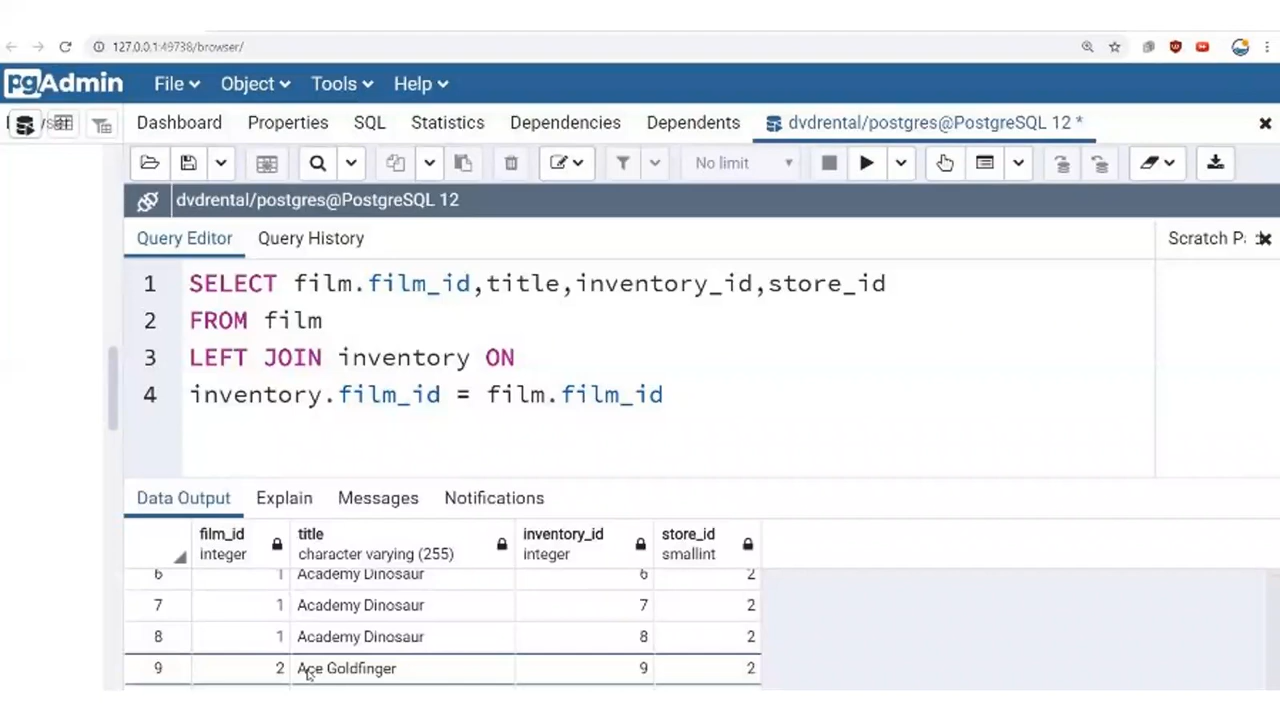 127.0.0.1:49738/browser/
pgAdmin File Object Tools Help
Dashboard Properties SQL Statistics Dependencies Dependents dvdrental/postgres@PostgreSQL 12 *
No limit
dvdrental/postgres@PostgreSQL 12
Query Editor Query History Scratch P
1 SELECT film.film_id,title,inventory_id,store_id
2 FROM film
3 LEFT JOIN inventory ON
4 inventory.film_id = film.film_id
Data Output Explain Messages Notifications
film_id title inventory_id store_id
integer character varying (255) integer smallint
6 1 Academy Dinosaur 6 2
7 1 Academy Dinosaur 7 2
8 1 Academy Dinosaur 8 2
9 2 Ace Goldfinger 9 2